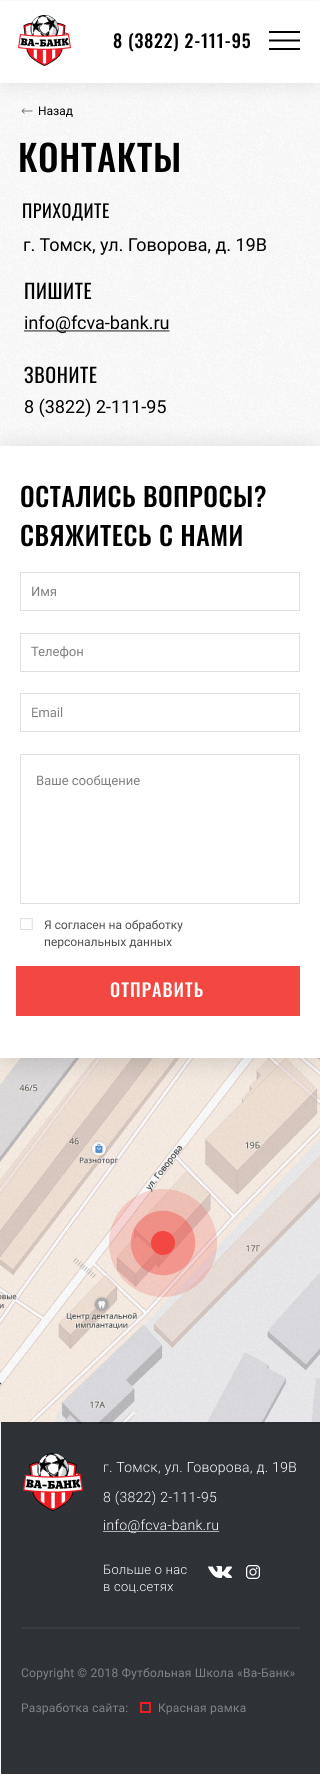 ВА-БАНК
8 (3822) 2-111-95
← Назад
КОНТАКТЫ
ПРИХОДИТЕ
г. Томск, ул. Говорова, д. 19В
ПИШИТЕ
info@fcva-bank.ru
ЗВОНИТЕ
8 (3822) 2-111-95
ОСТАЛИСЬ ВОПРОСЫ?
СВЯЖИТЕСЬ С НАМИ
Имя
Телефон
Email
Ваше сообщение
Я согласен на обработку
персональных данных
ОТПРАВИТЬ
46/5
46
Разноторг
ул. Говорова
19Б
17Г
Центр дентальной
имплантации
17А
ВА-БАНК
г. Томск, ул. Говорова, д. 19В
8 (3822) 2-111-95
info@fcva-bank.ru
Больше о нас
в соц.сетях
Copyright © 2018 Футбольная Школа «Ва-Банк»
Разработка сайта: Красная рамка